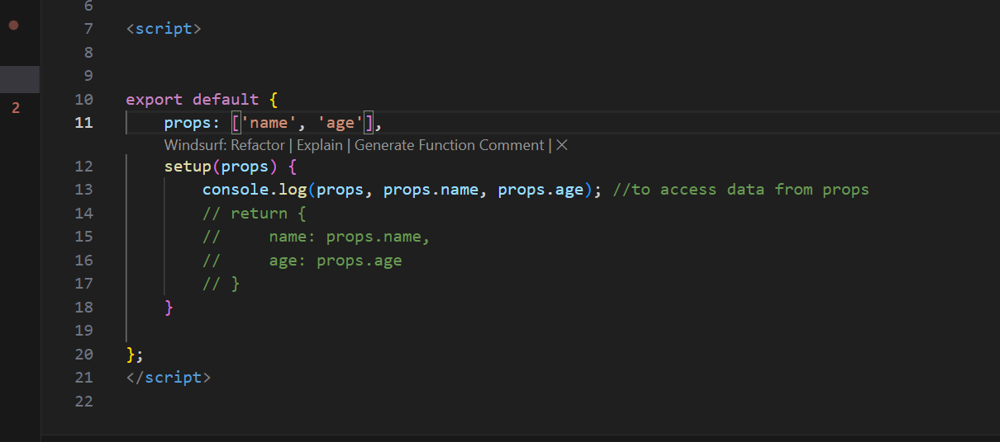 6
7 <script>
8
9
10 export default {
2
11 props: ['name', 'age'],
Windsurf: Refactor | Explain | Generate Function Comment | ✕
12 setup(props) {
13 console.log(props, props.name, props.age); //to access data from props
14 // return {
15 //     name: props.name,
16 //     age: props.age
17 // }
18 }
19
20 };
21 </script>
22